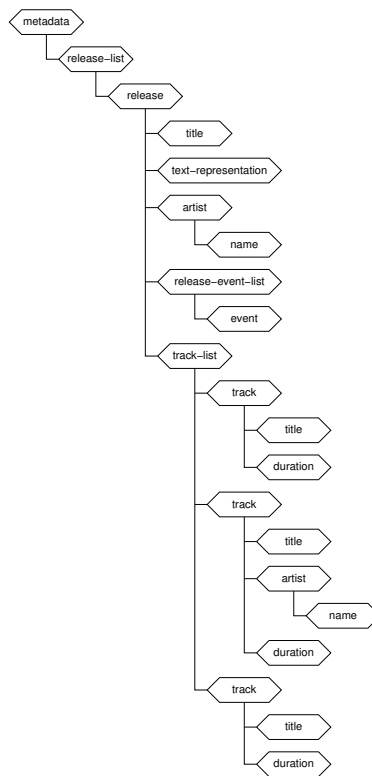 metadata
release−list
release
title
text−representation
artist
name
release−event−list
event
track−list
track
title
duration
track
title
artist
name
duration
track
title
duration